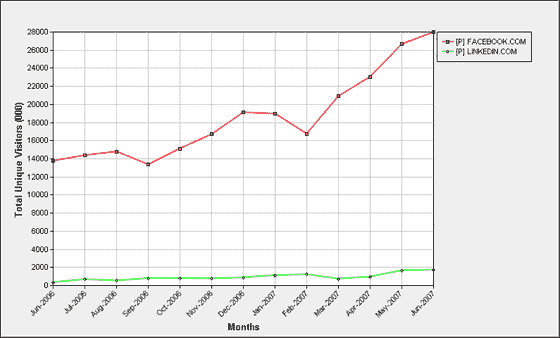 28000
26000
24000
22000
20000
18000
16000
14000
12000
10000
8000
6000
4000
2000
0
Total Unique Visitors (000)
Jun-2006
Jul-2006
Aug-2006
Sep-2006
Oct-2006
Nov-2006
Dec-2006
Jan-2007
Feb-2007
Mar-2007
Apr-2007
May-2007
Jun-2007
Months
[P] FACEBOOK.COM
[P] LINKEDIN.COM